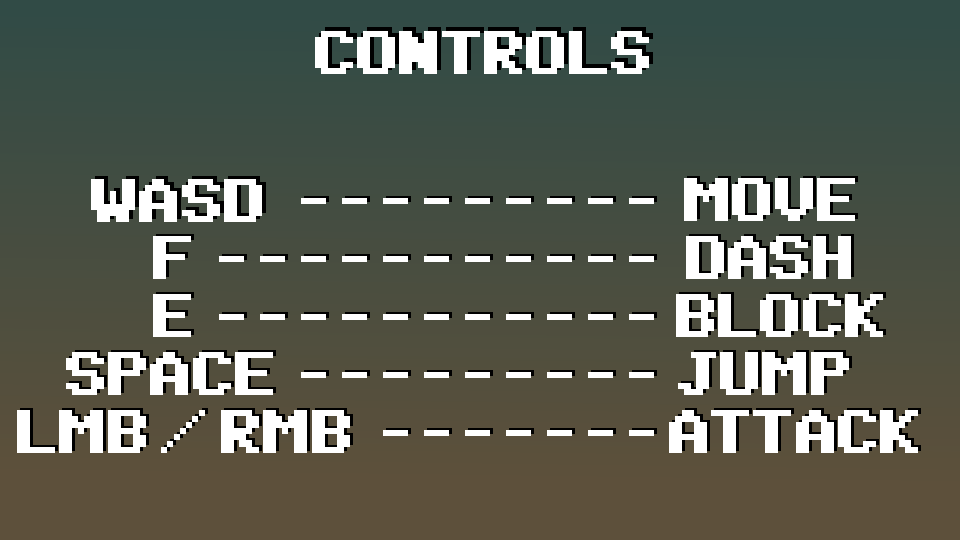 CONTROLS
WASD --------- MOVE
F ----------- DASH
E ----------- BLOCK
SPACE --------- JUMP
LMB/RMB ------- ATTACK